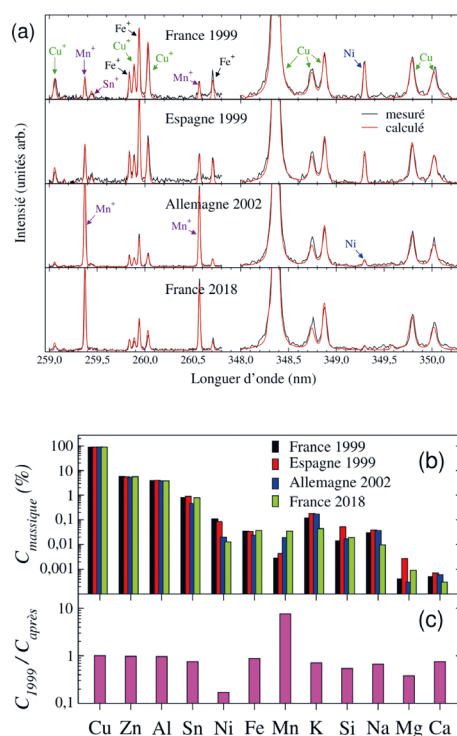 (a)
France 1999
Cu⁺
Mn⁺
Sn⁺
Fe⁺
Cu⁺
Fe⁺
Cu⁺
Mn⁺
Fe⁺
Cu
Ni
Cu
Espagne 1999
mesuré
calculé
Intensié (unités arb.)
Allemagne 2002
Mn⁺
Mn⁺
Ni
France 2018
259,0 259,5 260,0 260,5 348,0 348,5 349,0 349,5 350,0
Longuer d'onde (nm)
(b)
France 1999
Espagne 1999
Allemagne 2002
France 2018
C massique (%)
100
10
1
0,1
0,01
0,001
(c)
C 1999 / C après
10
1
0,1
Cu Zn Al Sn Ni Fe Mn K Si Na Mg Ca